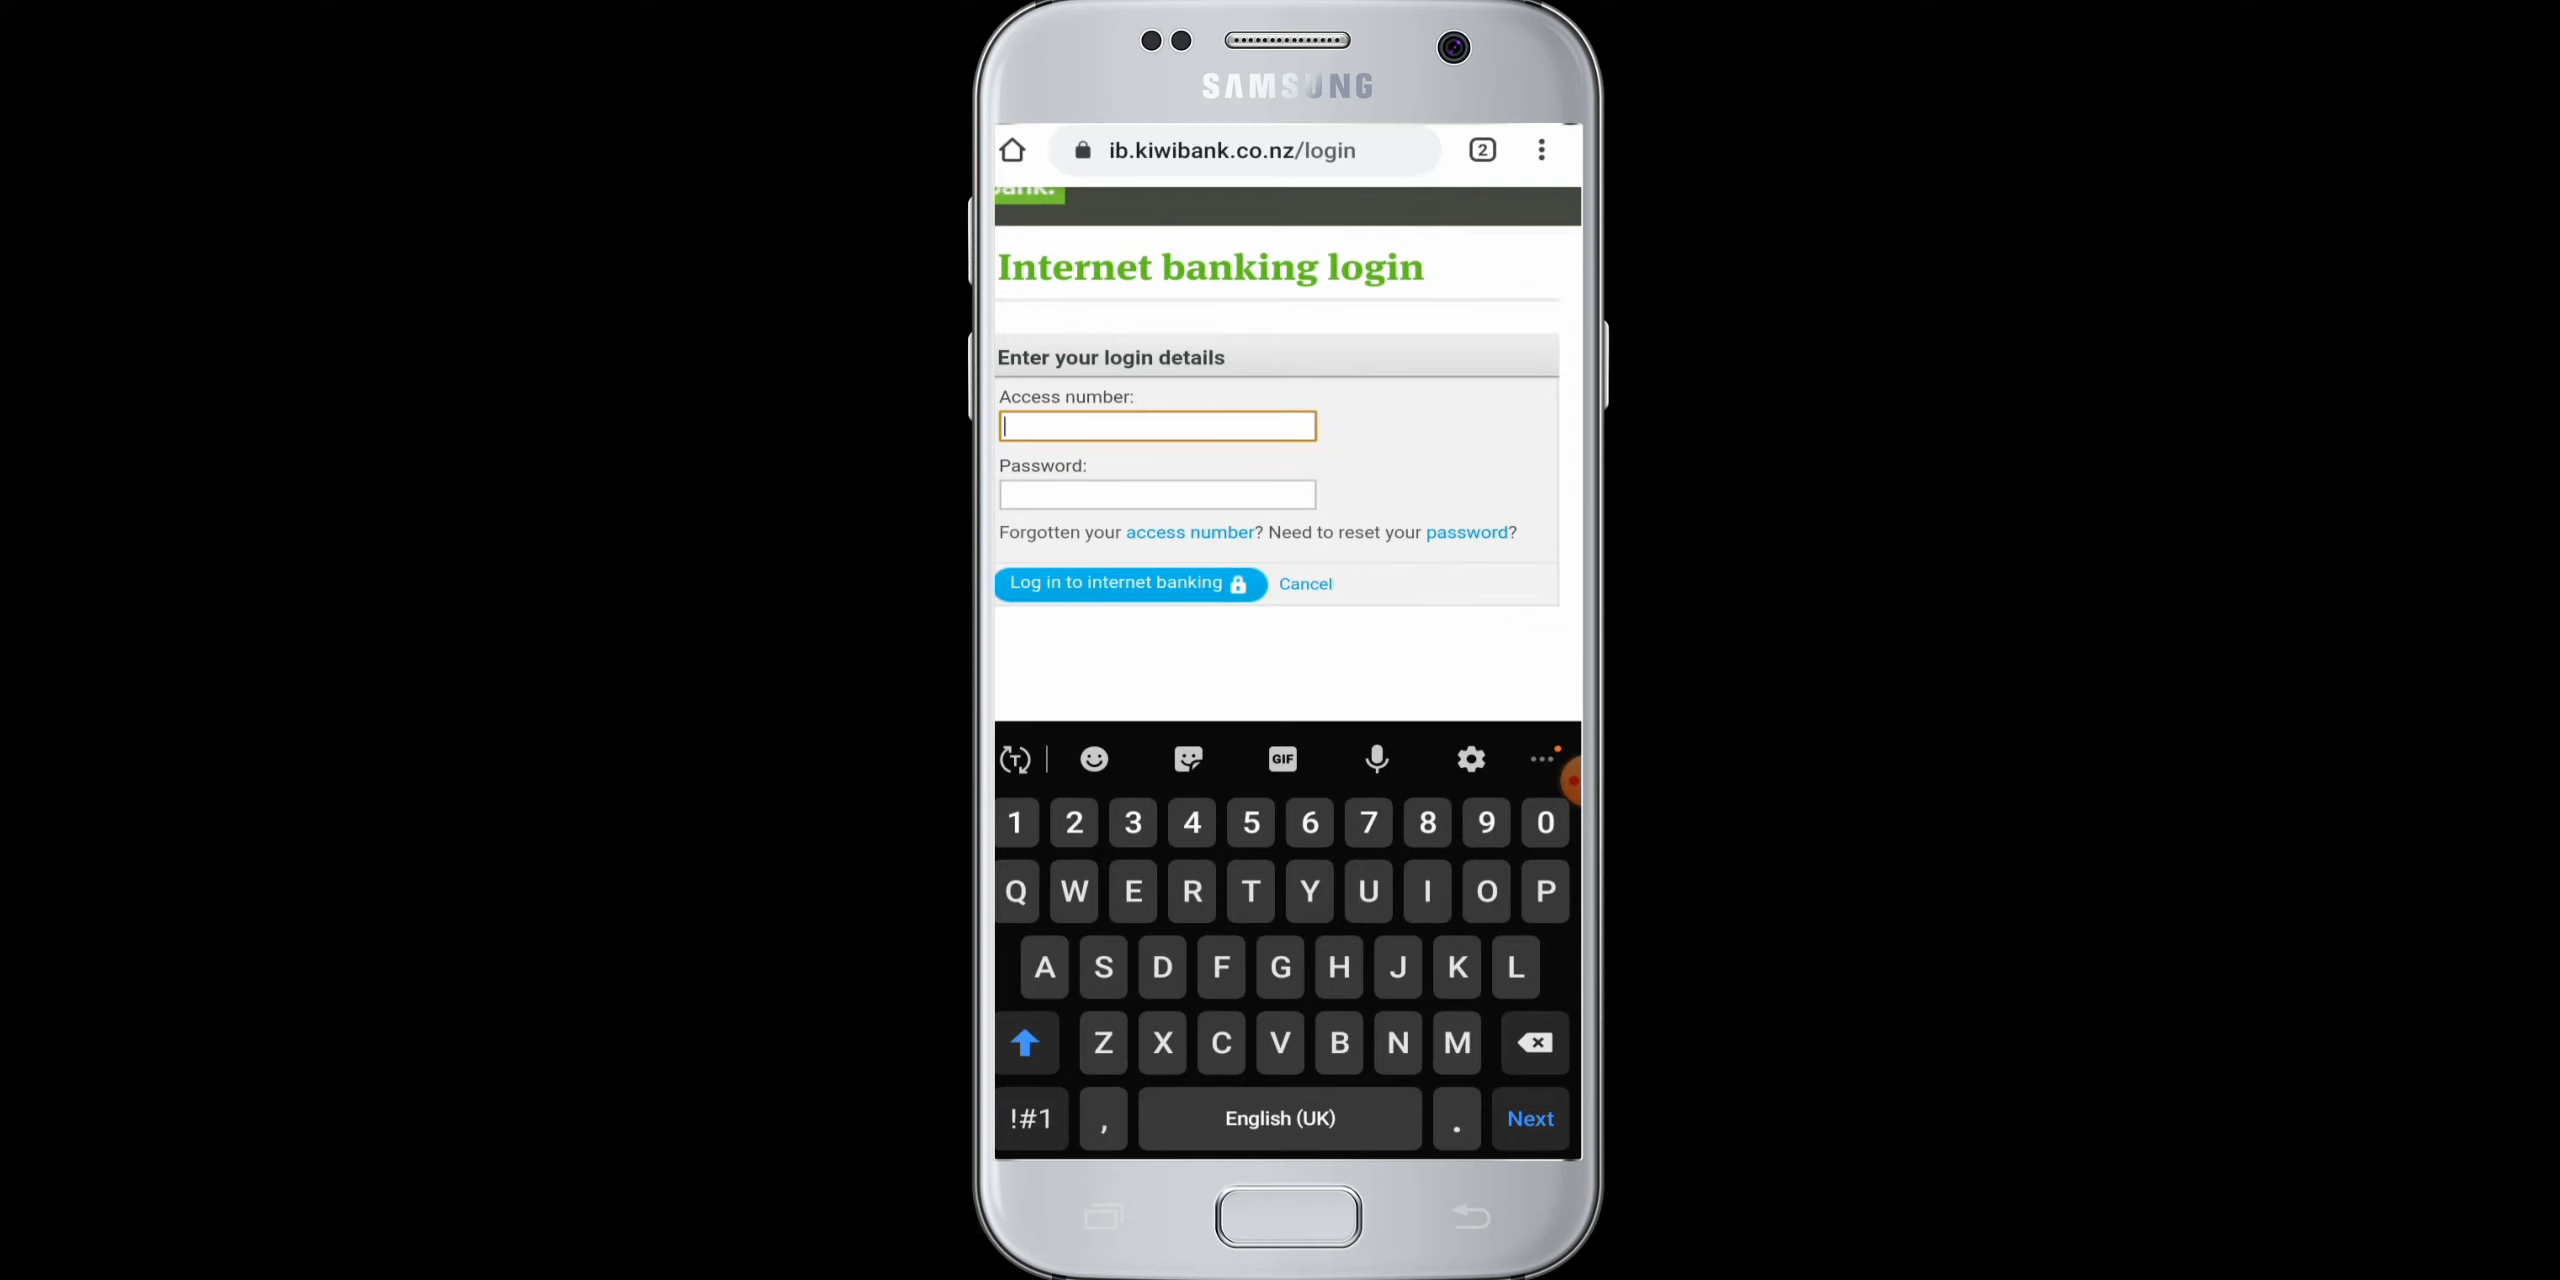 SAMSUNG
ib.kiwibank.co.nz/login
2
bank.
Internet banking login
Enter your login details
Access number:
Password:
Forgotten your access number? Need to reset your password?
Log in to internet banking Cancel
T GIF
1 2 3 4 5 6 7 8 9 0
Q W E R T Y U I O P
A S D F G H J K L
Z X C V B N M
!#1 , English (UK) . Next